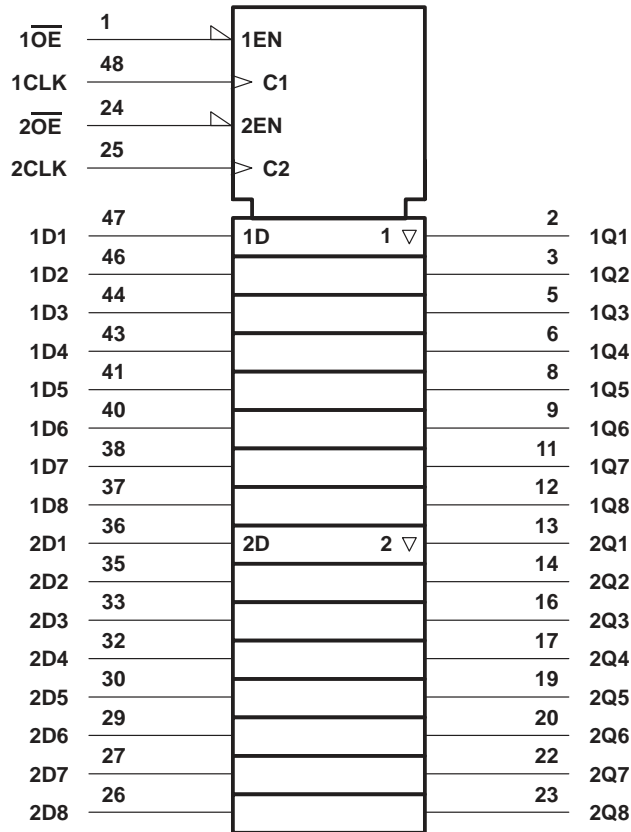 1O̅E̅ 1 1EN
1CLK 48 C1
2O̅E̅ 24 2EN
2CLK 25 C2
1D1 47 1D 1 ▽ 2 1Q1
1D2 46 3 1Q2
1D3 44 5 1Q3
1D4 43 6 1Q4
1D5 41 8 1Q5
1D6 40 9 1Q6
1D7 38 11 1Q7
1D8 37 12 1Q8
2D1 36 2D 2 ▽ 13 2Q1
2D2 35 14 2Q2
2D3 33 16 2Q3
2D4 32 17 2Q4
2D5 30 19 2Q5
2D6 29 20 2Q6
2D7 27 22 2Q7
2D8 26 23 2Q8